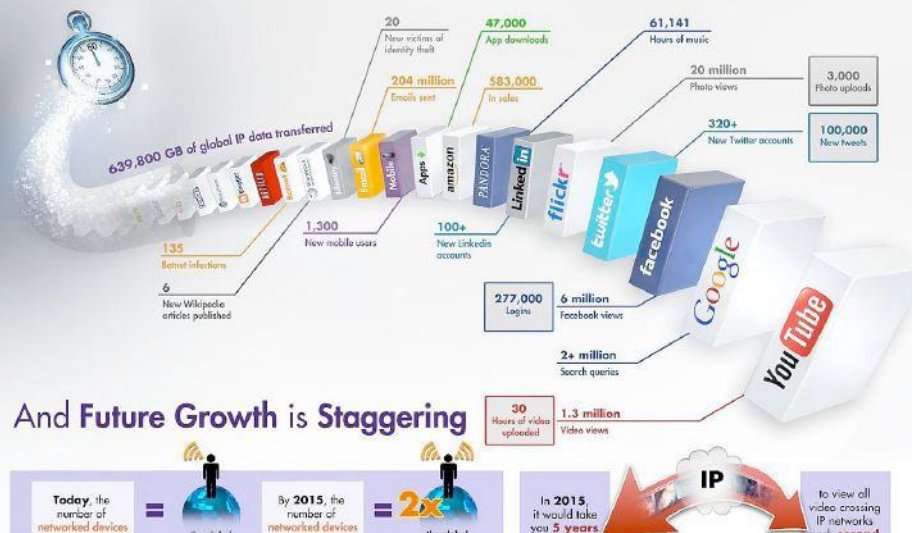 20
New victims of
identity theft
47,000
App downloads
61,141
Hours of music
204 million
Emails sent
583,000
In sales
20 million
Photo views
3,000
Photo uploads
320+
New Twitter accounts
100,000
New tweets
639,800 GB of global IP data transferred
NETFLIX
Botnet
Identity
Email
Mobile
Apps
amazon
PANDORA
Linked in
flickr
twitter
facebook
Google
You Tube
135
Botnet infections
6
New Wikipedia
articles published
1,300
New mobile users
100+
New Linkedin
accounts
277,000
Logins
6 million
Facebook views
2+ million
Search queries
30
Hours of video
uploaded
1.3 million
Video views
And Future Growth is Staggering
Today, the
number of
networked devices
=
By 2015, the
number of
networked devices
= 2x
In 2015,
it would take
you 5 years
IP
to view all
video crossing
IP networks
second